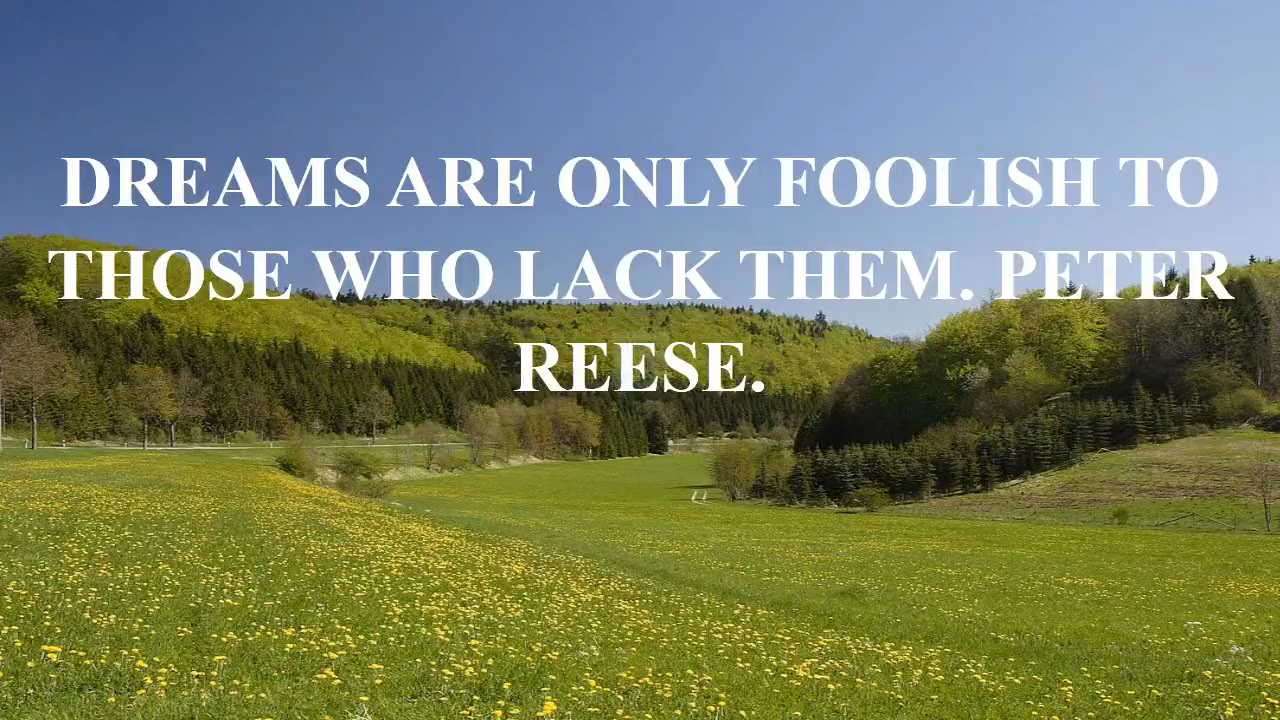 DREAMS ARE ONLY FOOLISH TO
THOSE WHO LACK THEM. PETER
REESE.